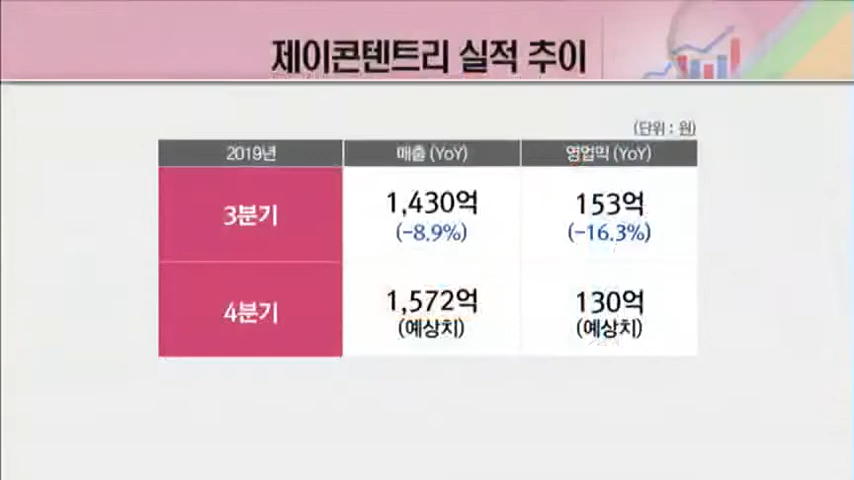 제이콘텐트리 실적 추이
(단위 : 원)
2019년 매출 (YoY) 영업익 (YoY)
3분기 1,430억 153억
(-8.9%) (-16.3%)
4분기 1,572억 130억
(예상치) (예상치)